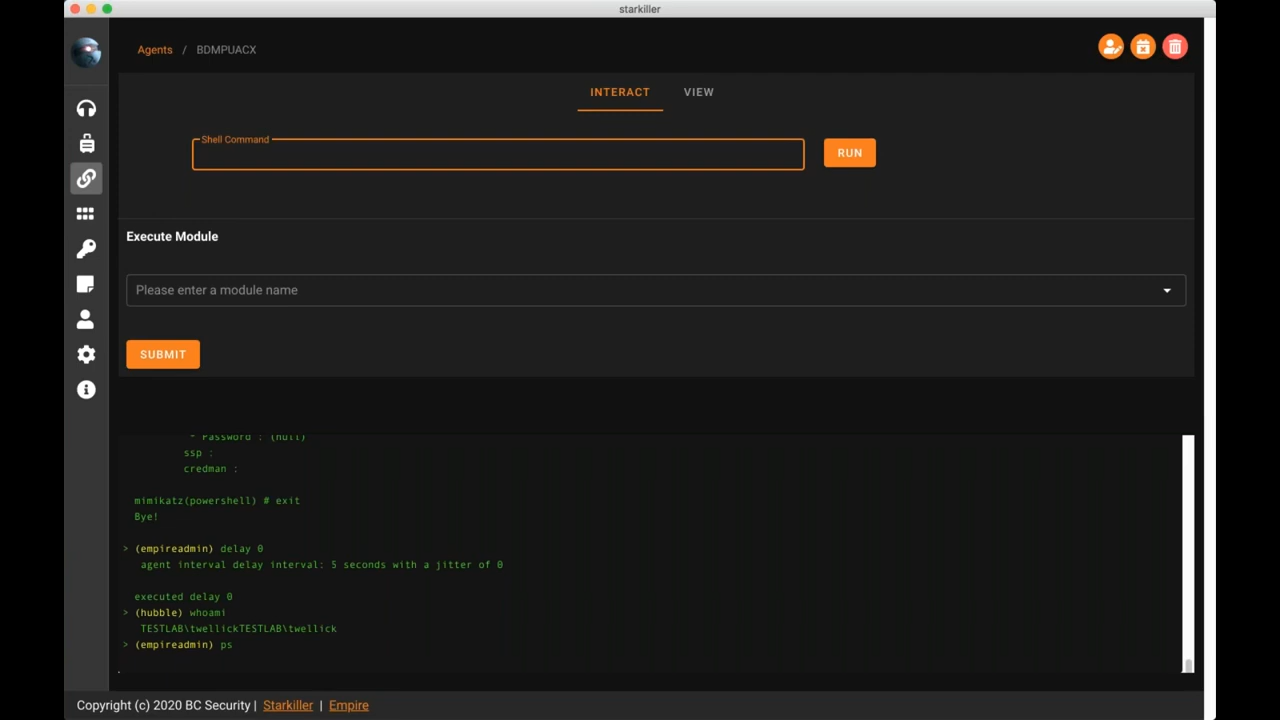 starkiller
Agents / BDMPUACX
INTERACT VIEW
Shell Command
RUN
Execute Module
Please enter a module name
SUBMIT
* Password : (null)
ssp :
credman :
mimikatz(powershell) # exit
Bye!
> (empireadmin) delay 0
agent interval delay interval: 5 seconds with a jitter of 0
executed delay 0
> (hubble) whoami
TESTLAB\twellickTESTLAB\twellick
> (empireadmin) ps
Copyright (c) 2020 BC Security | Starkiller | Empire